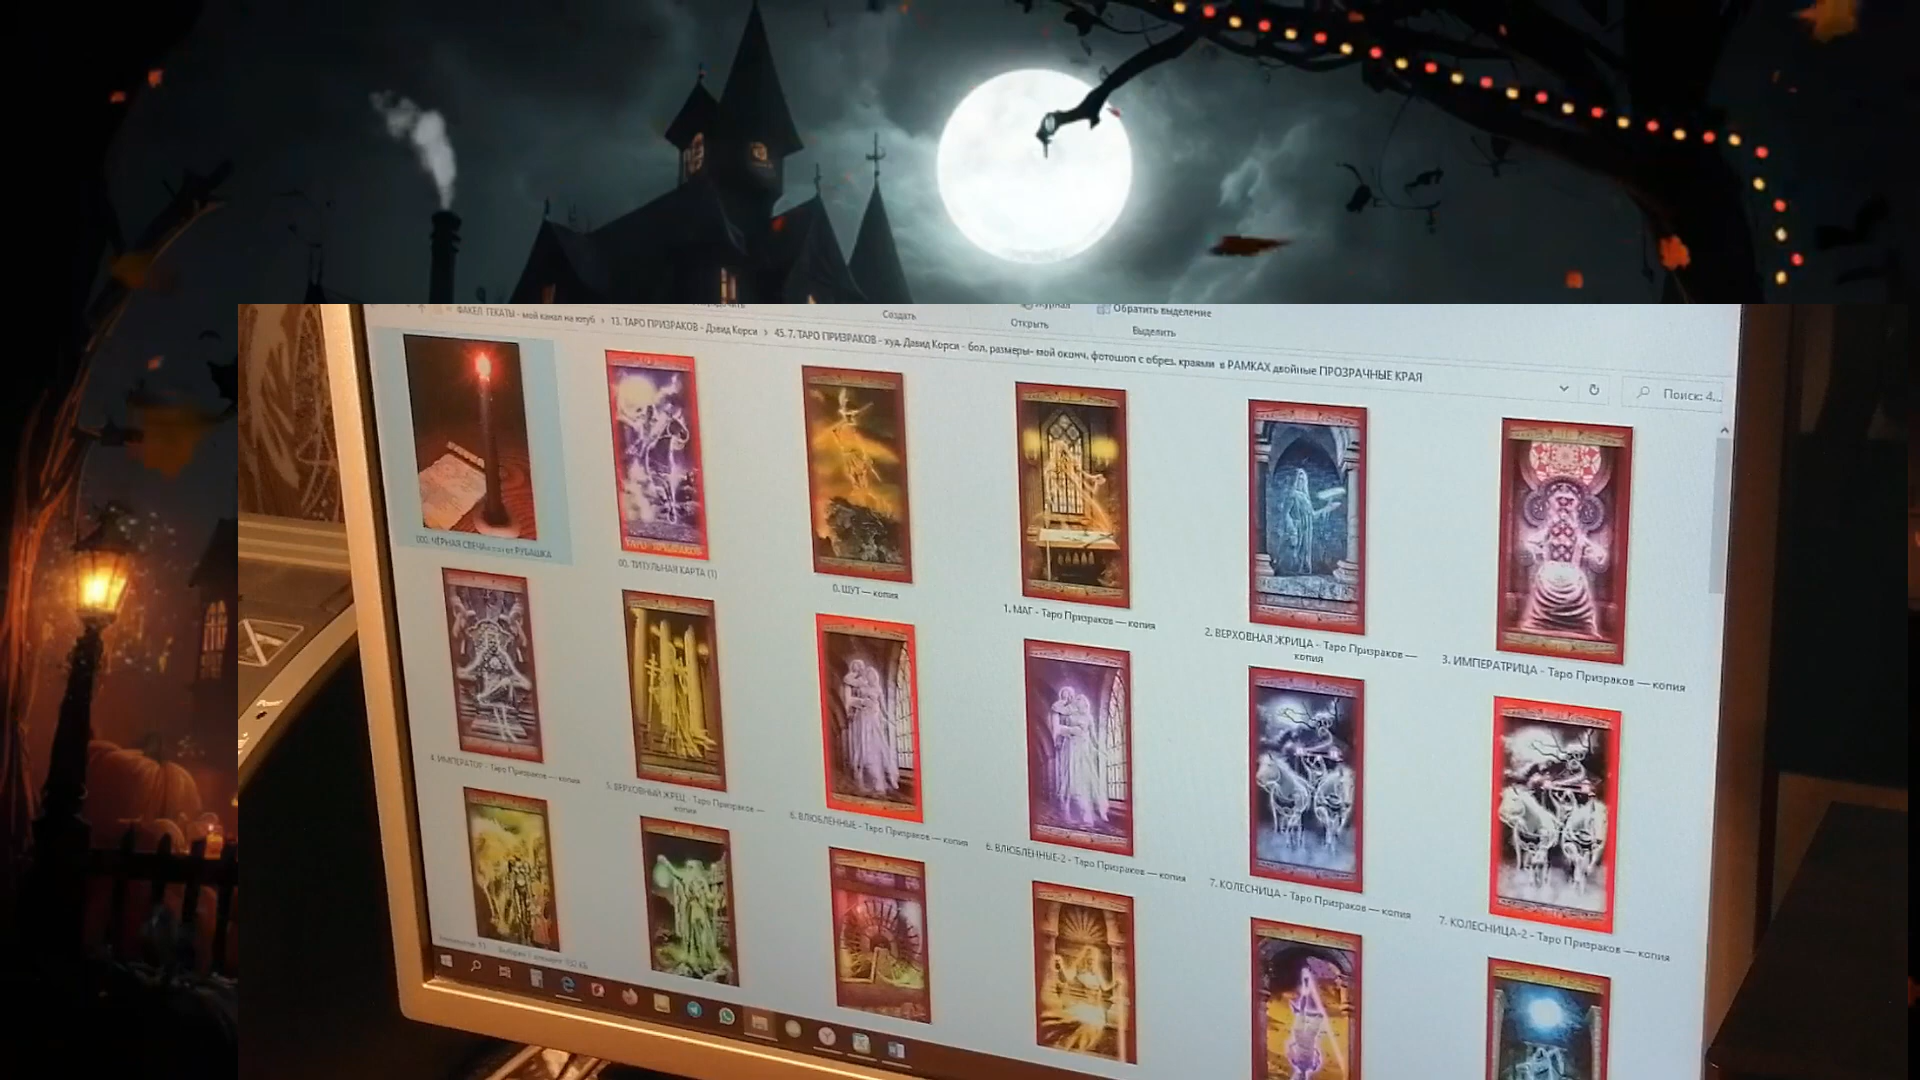 Обратить выделение
Создать
Открыть
Выделить
ФАКЕЛ ГЕКАТЫ - мой канал на ютуб › 13. ТАРО ПРИЗРАКОВ - Дэвид Корси › 45. 7. ТАРО ПРИЗРАКОВ - худ. Давид Корси - бол. размеры- мой оконч. фотошоп с обрез. краями в РАМКАХ двойные ПРОЗРАЧНЫЕ КРАЯ
Поиск: 4...
000. ЧЁРНАЯ СВЕЧА РУБАШКА
00. ТИТУЛЬНАЯ КАРТА (1)
0. ШУТ — копия
1. МАГ - Таро Призраков — копия
2. ВЕРХОВНАЯ ЖРИЦА - Таро Призраков —
копия
3. ИМПЕРАТРИЦА - Таро Призраков — копия
4. ИМПЕРАТОР - Таро Призраков — копия
5. ВЕРХОВНЫЙ ЖРЕЦ - Таро Призраков —
копия
6. ВЛЮБЛЕННЫЕ - Таро Призраков — копия
6. ВЛЮБЛЕННЫЕ-2 - Таро Призраков — копия
7. КОЛЕСНИЦА - Таро Призраков — копия
7. КОЛЕСНИЦА-2 - Таро Призраков — копия